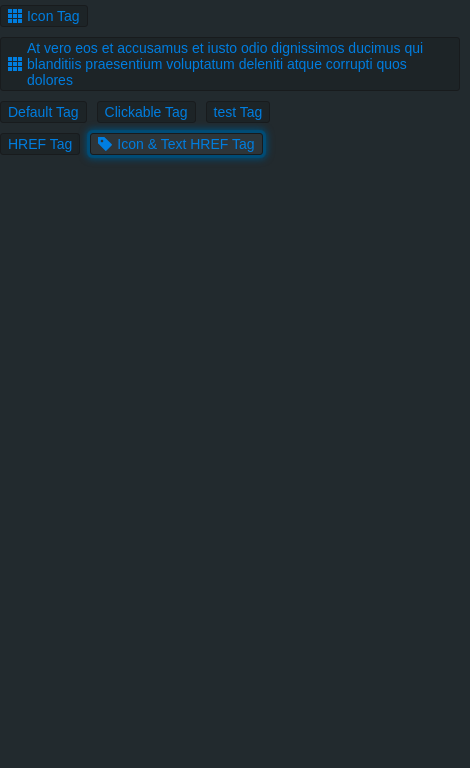 Icon Tag
At vero eos et accusamus et iusto odio dignissimos ducimus qui
blanditiis praesentium voluptatum deleniti atque corrupti quos
dolores
Default Tag Clickable Tag test Tag
HREF Tag Icon & Text HREF Tag